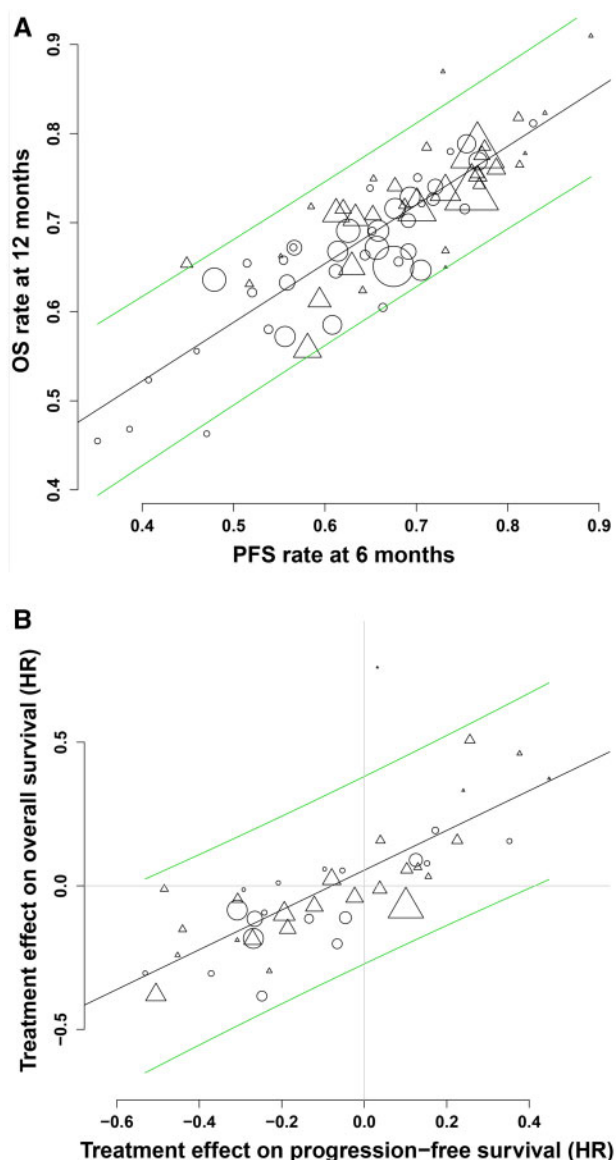 A
OS rate at 12 months
0.9
0.8
0.7
0.6
0.5
0.4
0.4 0.5 0.6 0.7 0.8 0.9
PFS rate at 6 months
B
Treatment effect on overall survival (HR)
0.5
0.0
−0.5
−0.6 −0.4 −0.2 0.0 0.2 0.4
Treatment effect on progression−free survival (HR)